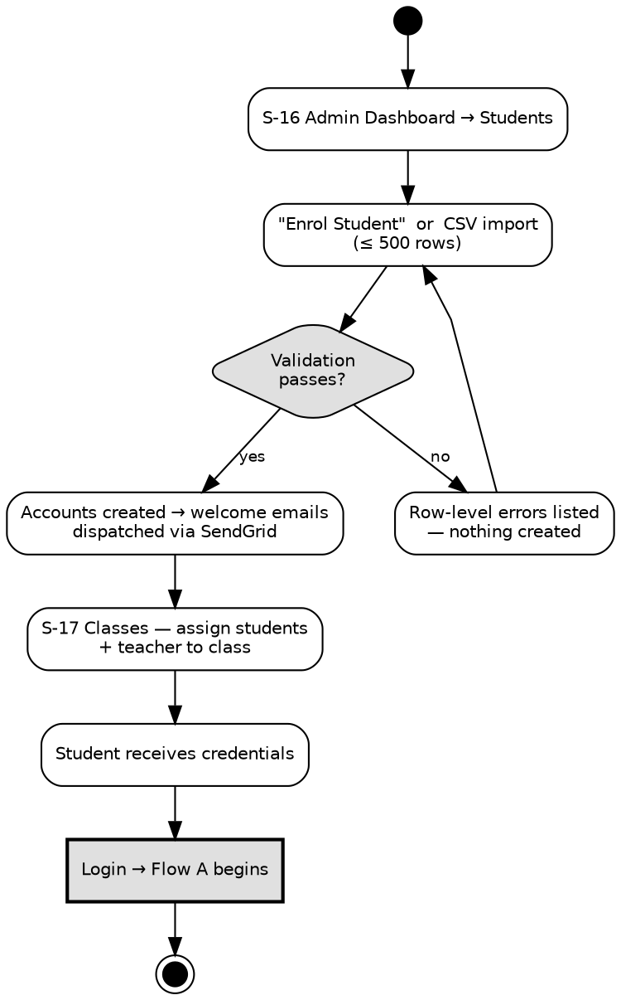 S-16 Admin Dashboard → Students
"Enrol Student"  or  CSV import
(≤ 500 rows)
Validation
passes?
yes
no
Accounts created → welcome emails
dispatched via SendGrid
Row-level errors listed
— nothing created
S-17 Classes — assign students
+ teacher to class
Student receives credentials
Login → Flow A begins